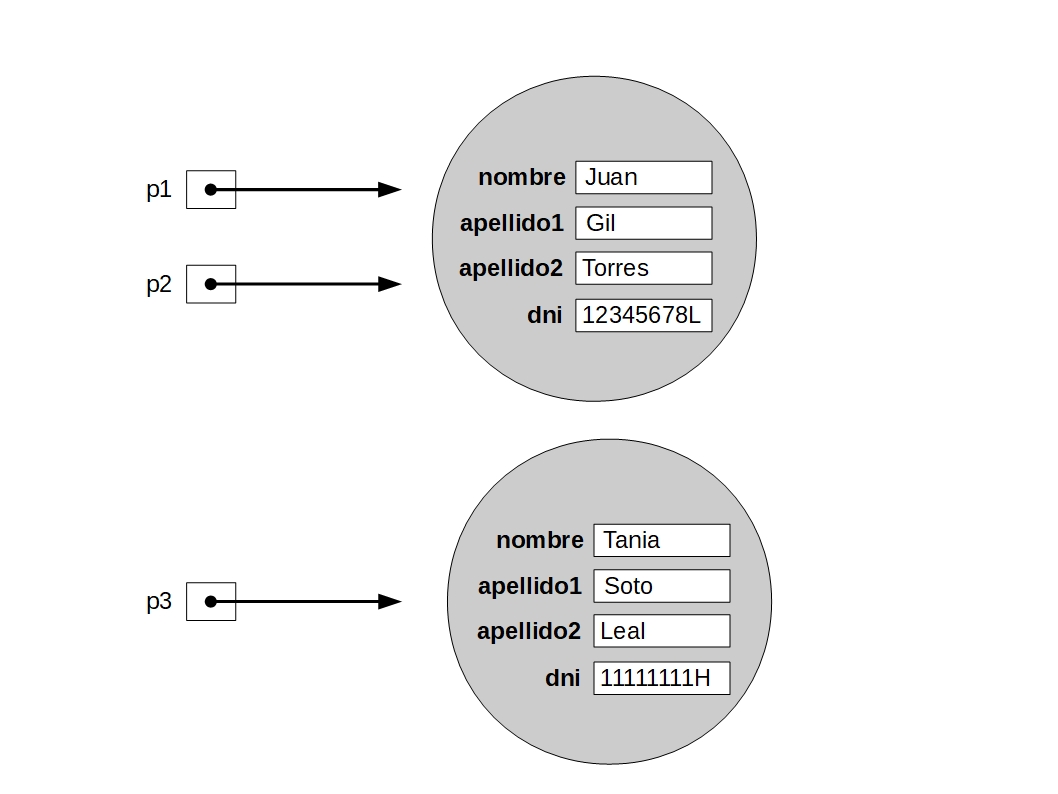 p1
p2
nombre Juan
apellido1 Gil
apellido2 Torres
dni 12345678L
p3
nombre Tania
apellido1 Soto
apellido2 Leal
dni 11111111H